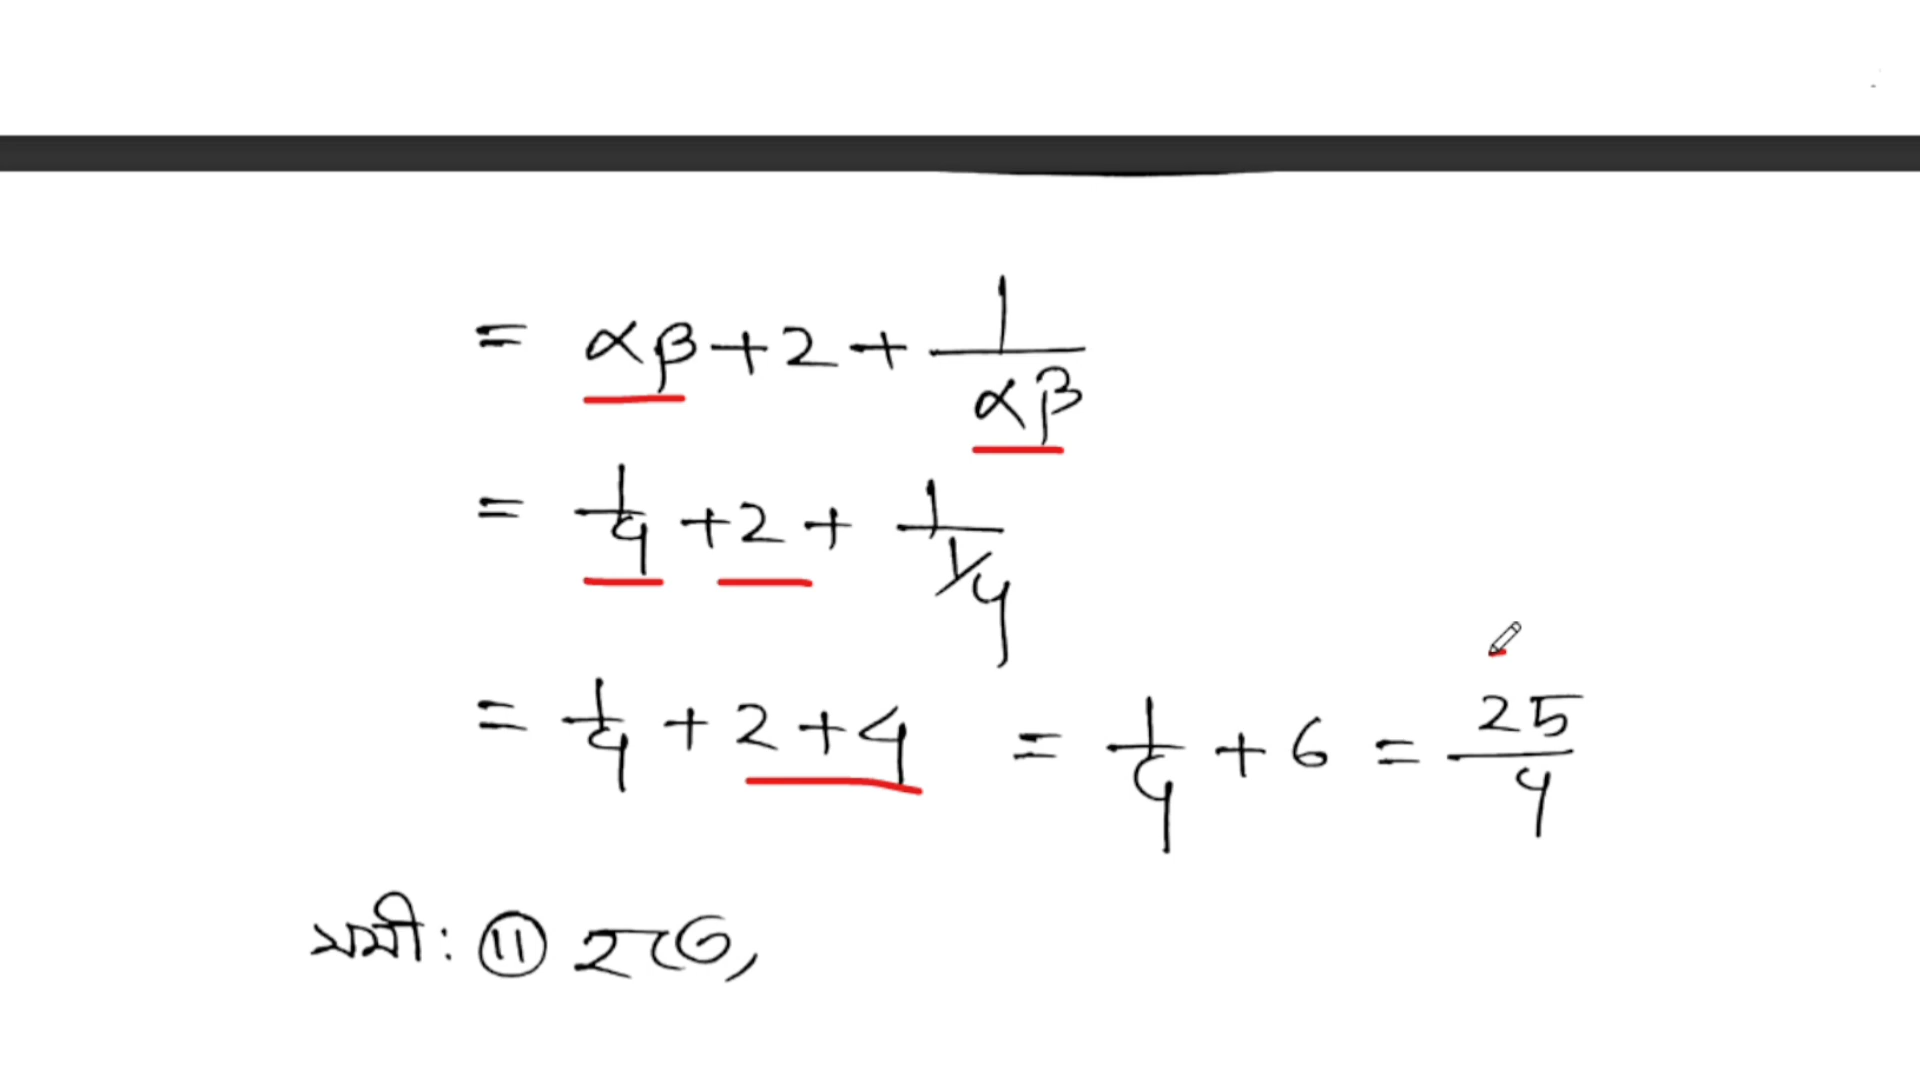 = αβ + 2 + 1/αβ
= 1/4 + 2 + 1/1/4
= 1/4 + 2 + 4 = 1/4 + 6 = 25/4
সমী: (ii) হতে,